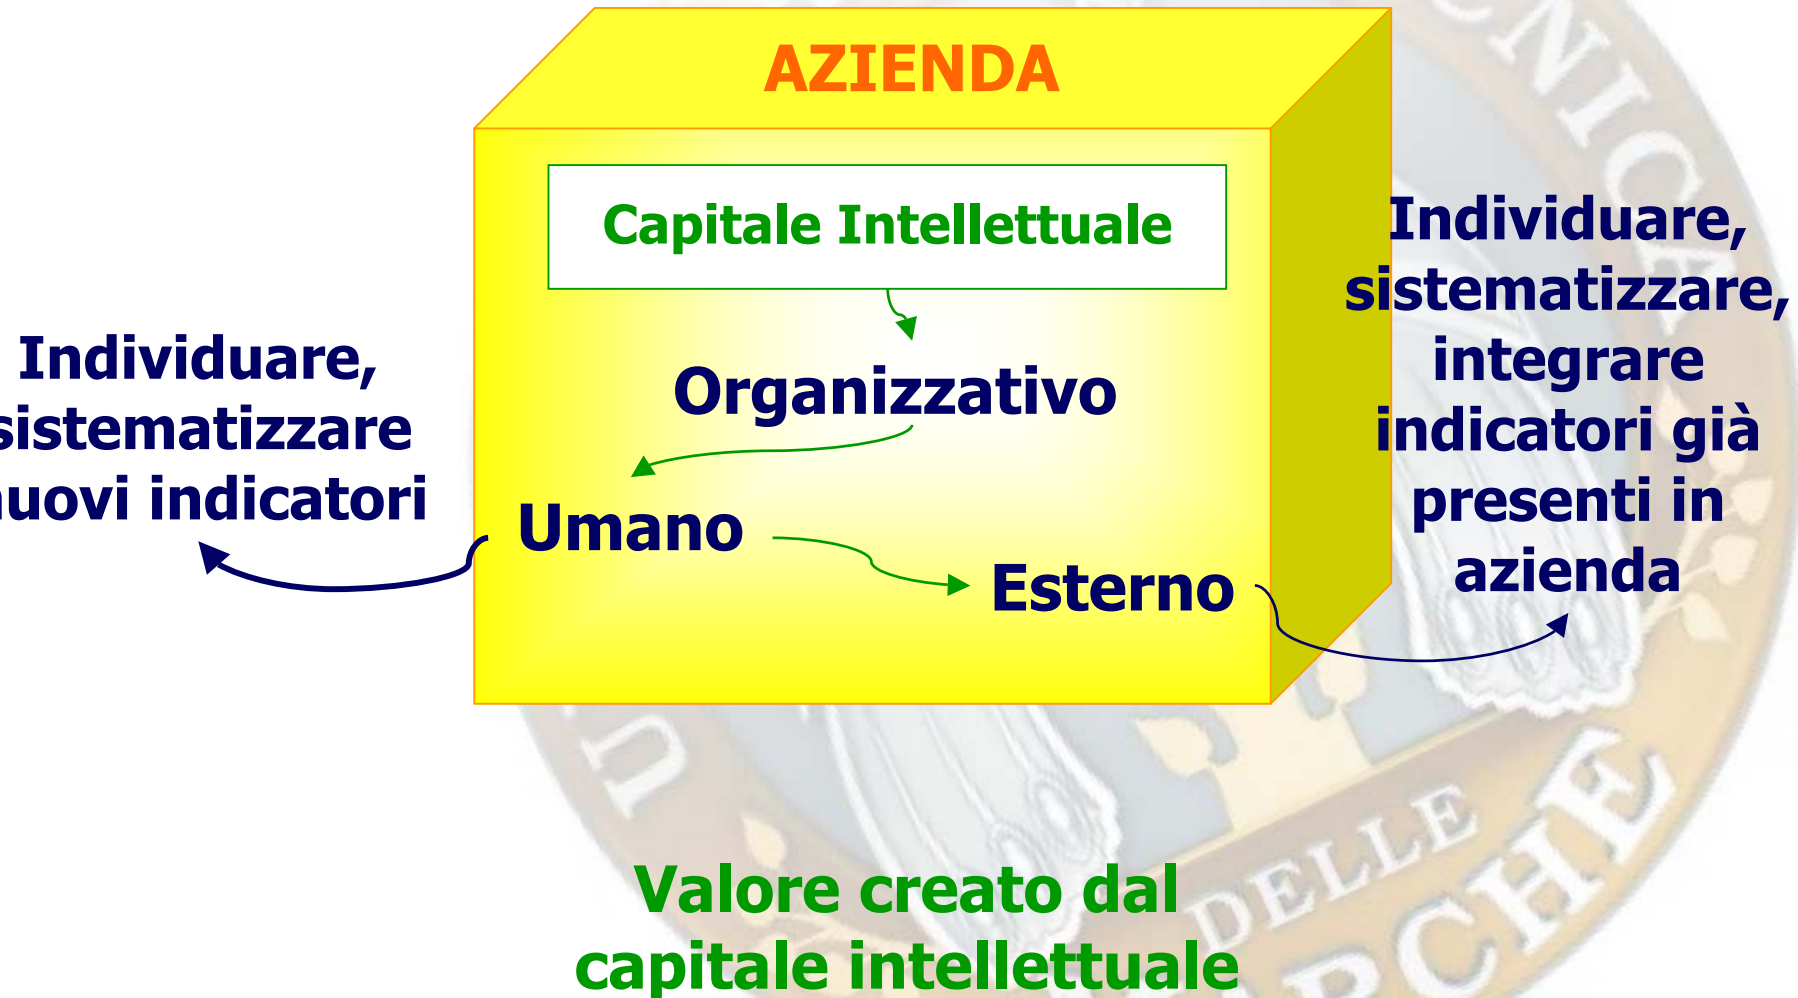 AZIENDA
Capitale Intellettuale
Organizzativo
Umano
Esterno
Individuare,
sistematizzare
nuovi indicatori
Individuare,
sistematizzare,
integrare
indicatori già
presenti in
azienda
Valore creato dal
capitale intellettuale
DELLE